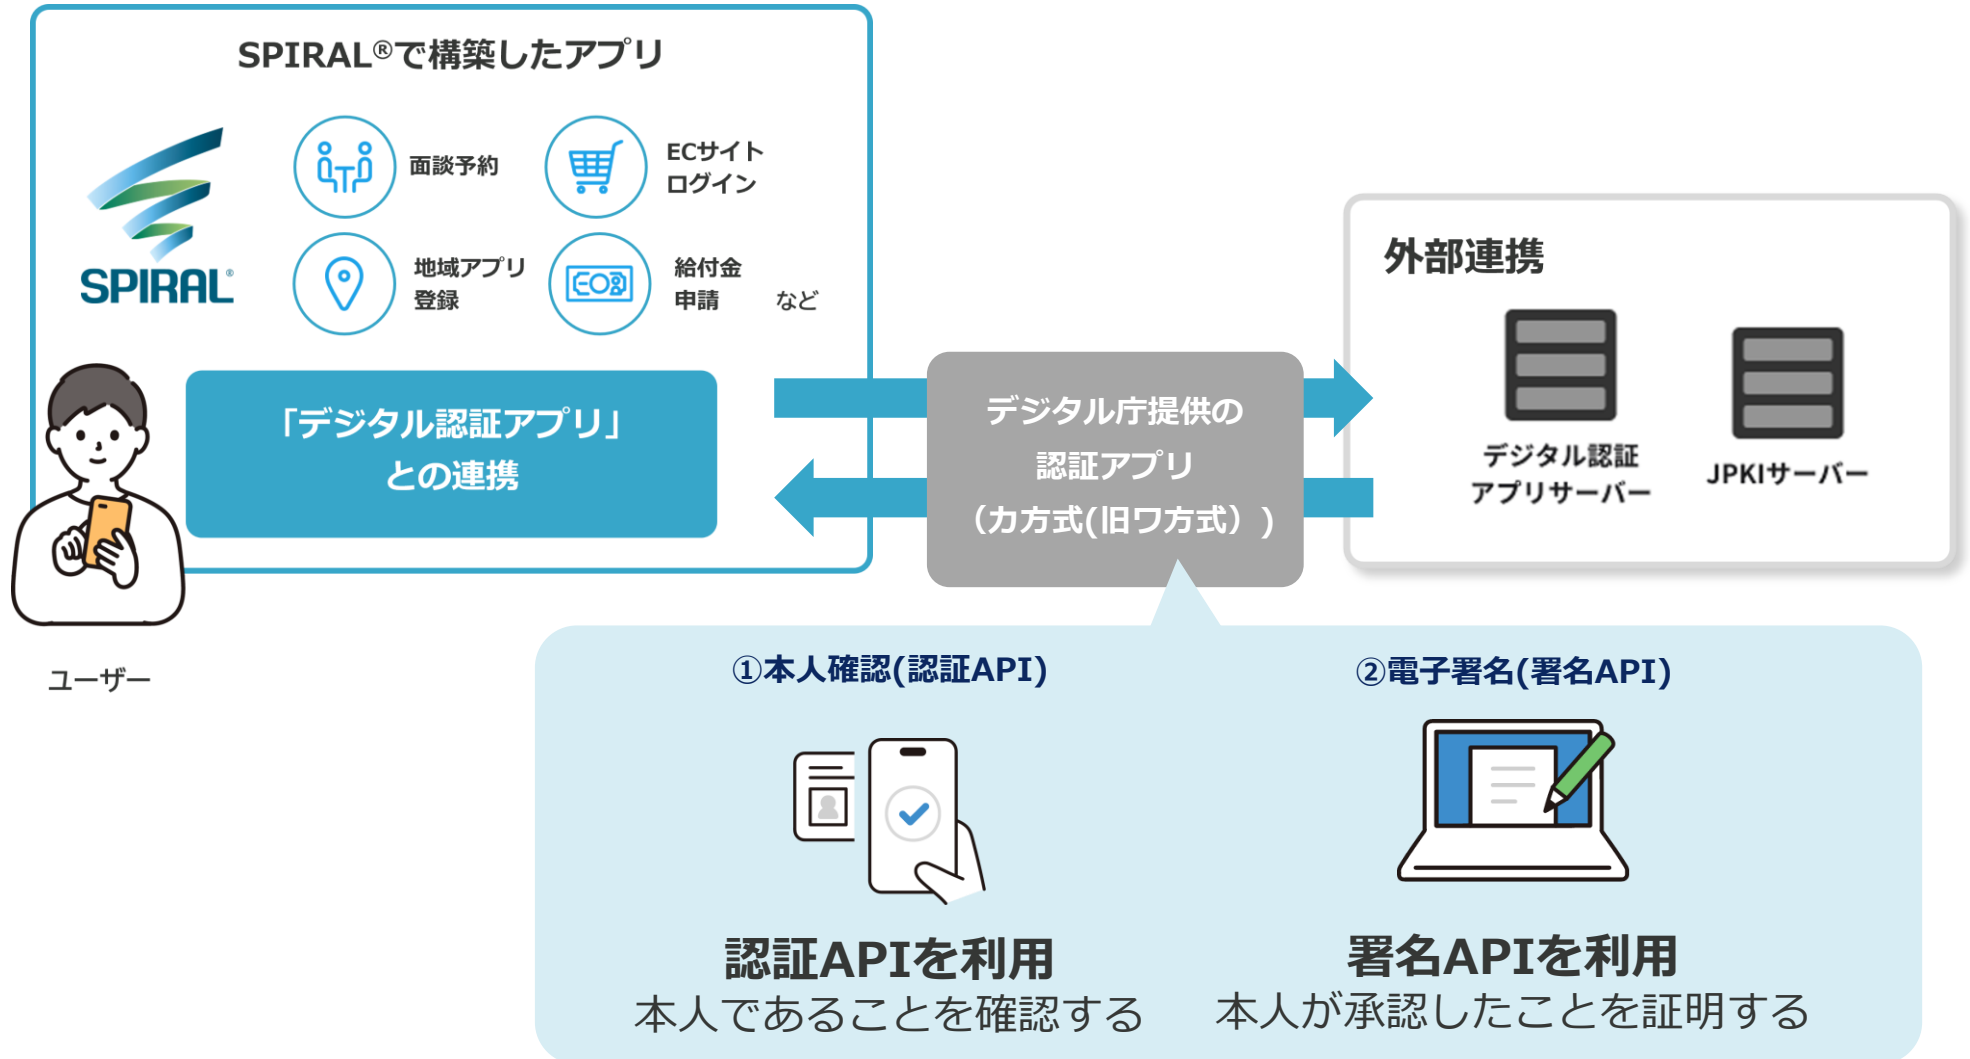 SPIRAL®で構築したアプリ
面談予約
ECサイト
ログイン
地域アプリ
登録
給付金
申請
など
SPIRAL®
「デジタル認証アプリ」
との連携
ユーザー
デジタル庁提供の
認証アプリ
（カ方式(旧ワ方式）)
外部連携
デジタル認証
アプリサーバー
JPKIサーバー
①本人確認(認証API)
②電子署名(署名API)
認証APIを利用
本人であることを確認する
署名APIを利用
本人が承認したことを証明する